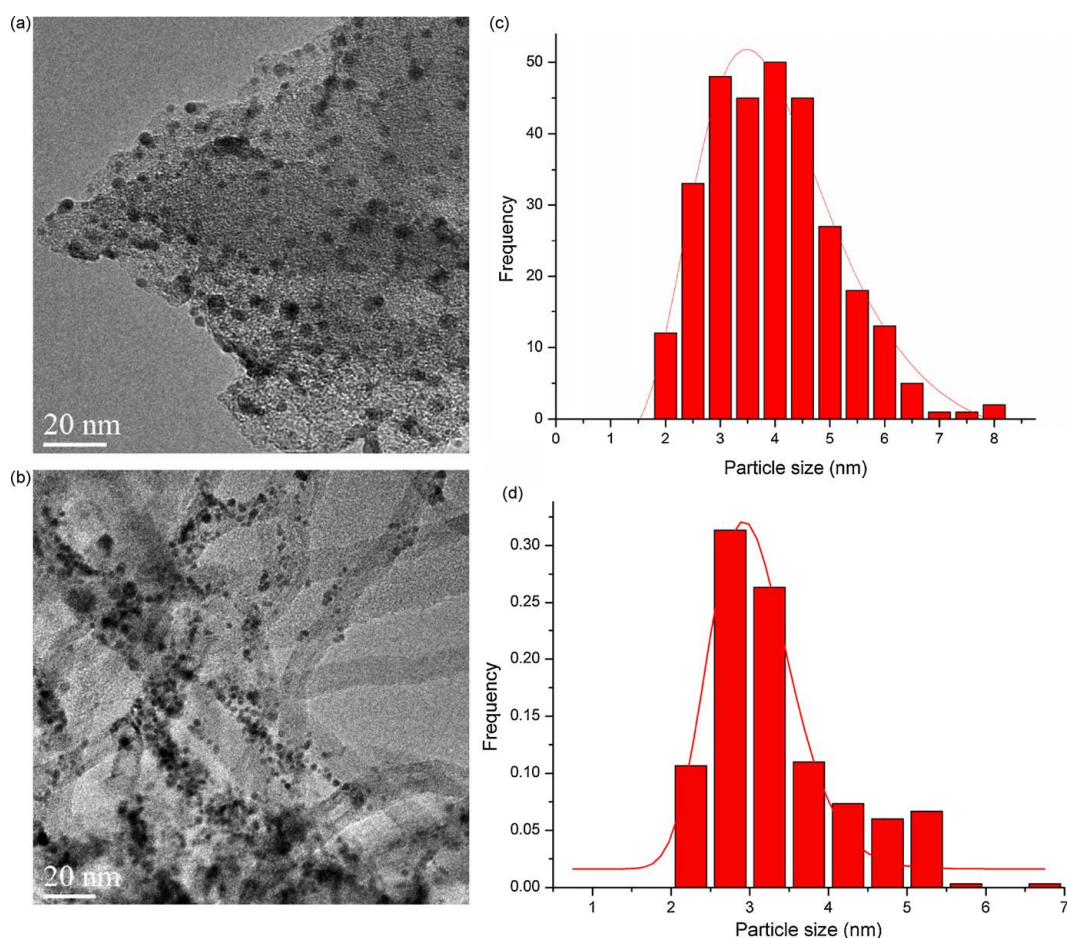 (a)
20 nm
(b)
20 nm
(c)
50
40
30
20
10
0
Frequency
0 1 2 3 4 5 6 7 8
Particle size (nm)
(d)
0.30
0.25
0.20
0.15
0.10
0.05
0.00
Frequency
1 2 3 4 5 6 7
Particle size (nm)